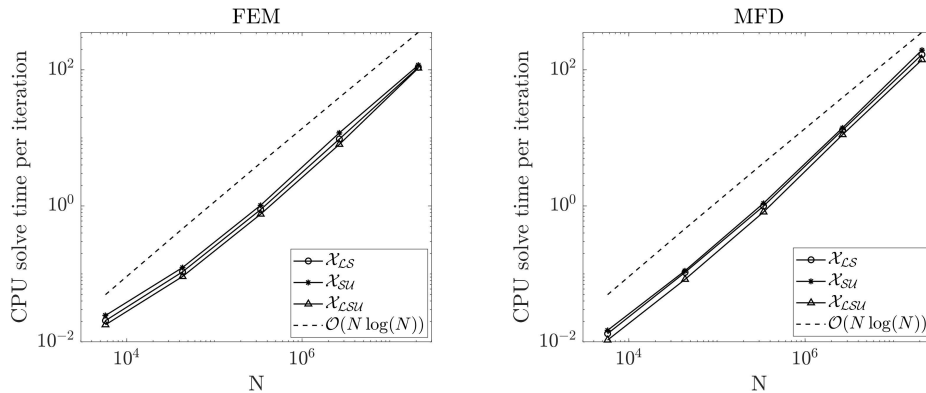 FEM
CPU solve time per iteration
10^2
10^0
10^-2
10^4
10^6
N
X_LS
X_SU
X_LSU
O(N log(N))
MFD
CPU solve time per iteration
10^2
10^0
10^-2
10^4
10^6
N
X_LS
X_SU
X_LSU
O(N log(N))